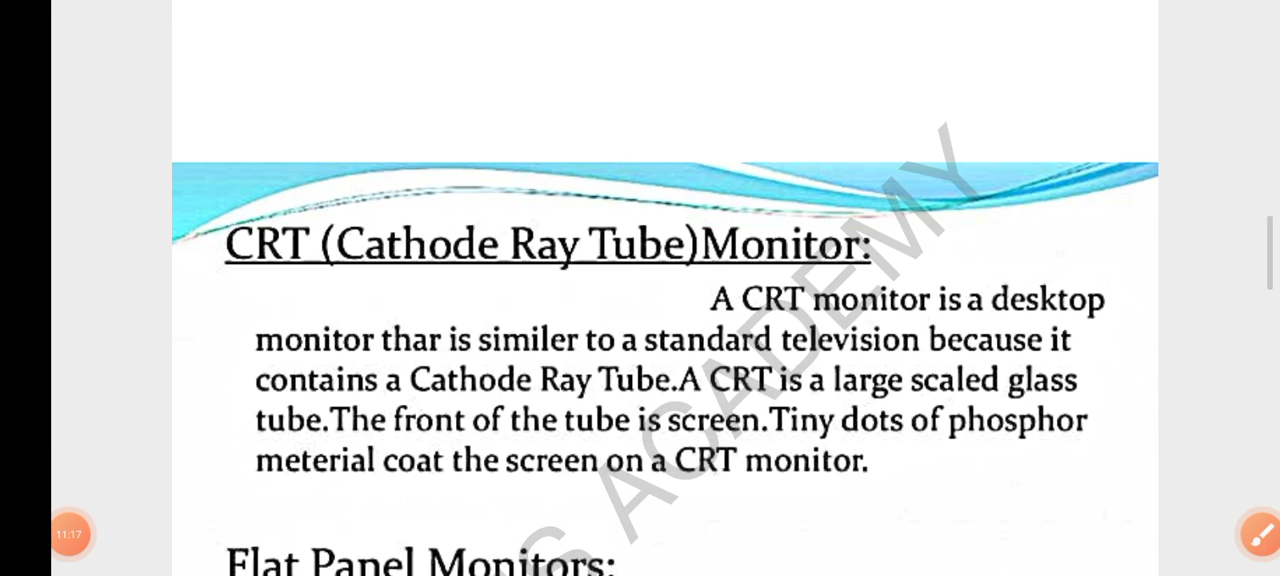 CRT (Cathode Ray Tube)Monitor:
A CRT monitor is a desktop
monitor thar is similer to a standard television because it
contains a Cathode Ray Tube.A CRT is a large scaled glass
tube.The front of the tube is screen.Tiny dots of phosphor
meterial coat the screen on a CRT monitor.
S ACADEMY
11:17
Flat Panel Monitors: